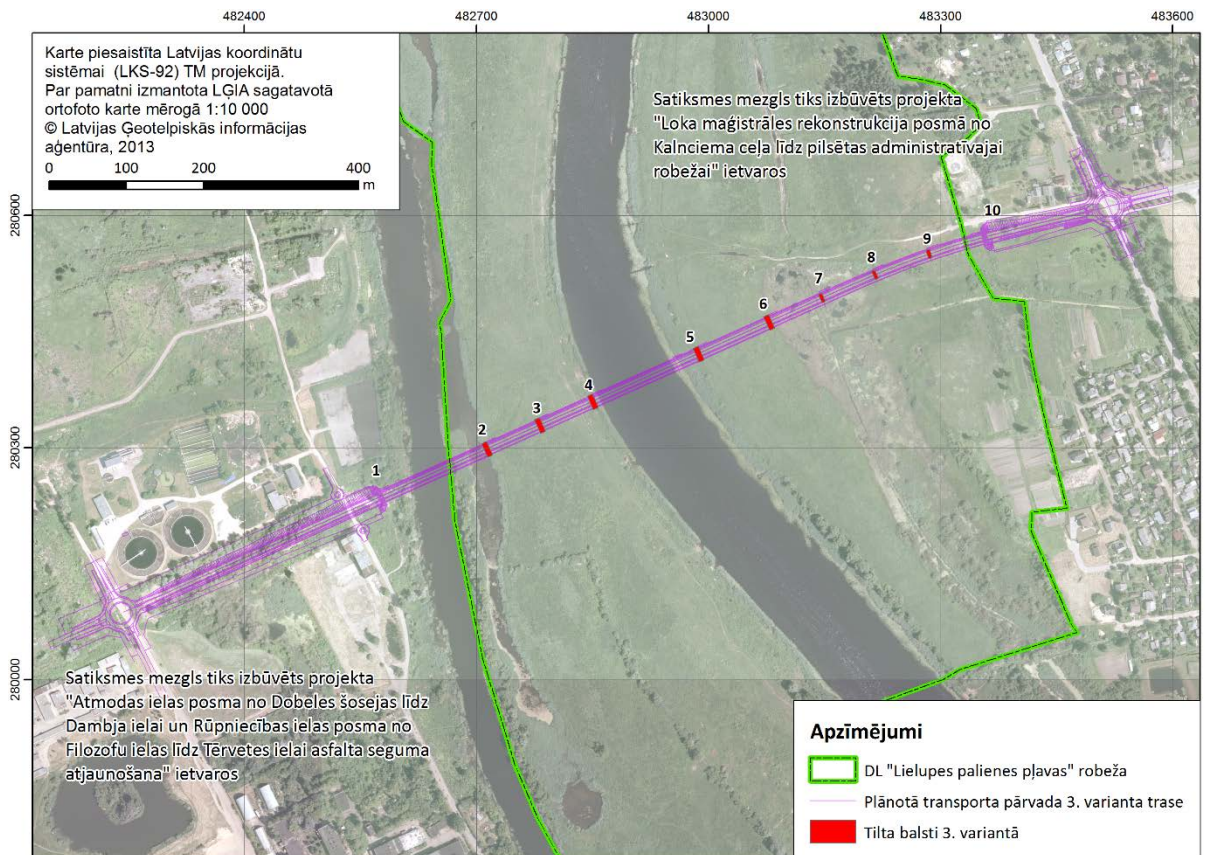 482400
482700
483000
483300
483600
Karte piesaistīta Latvijas koordinātu
sistēmai (LKS-92) TM projekcijā.
Par pamatni izmantota LĢIA sagatavotā
ortofoto karte mērogā 1:10 000
© Latvijas Ģeotelpiskās informācijas
aģentūra, 2013
0 100 200 400
m
Satiksmes mezgls tiks izbūvēts projekta
"Loka maģistrāles rekonstrukcija posmā no
Kalnciema ceļa līdz pilsētas administratīvajai
robežai" ietvaros
280600
280300
280000
10
9
8
7
6
5
4
3
2
1
Satiksmes mezgls tiks izbūvēts projekta
"Atmodas ielas posma no Dobeles šosejas līdz
Dambja ielai un Rūpniecības ielas posma no
Filozofu ielas līdz Tērvetes ielai asfalta seguma
atjaunošana" ietvaros
Apzīmējumi
DL "Lielupes palienes pļavas" robeža
Plānotā transporta pārvada 3. varianta trase
Tilta balsti 3. variantā